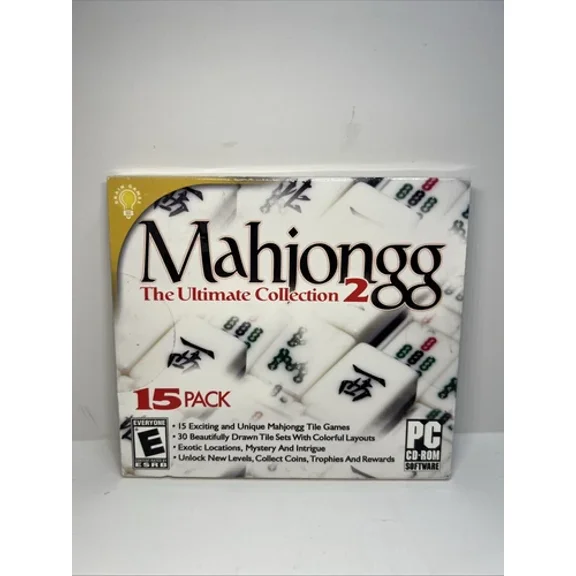 BRAIN GAMES
Mahjongg
The Ultimate Collection 2
15 PACK
EVERYONE
E
ESRB
• 15 Exciting and Unique Mahjongg Tile Games
• 30 Beautifully Drawn Tile Sets With Colorful Layouts
• Exotic Locations, Mystery And Intrigue
• Unlock New Levels, Collect Coins, Trophies And Rewards
PC
CD-ROM
SOFTWARE